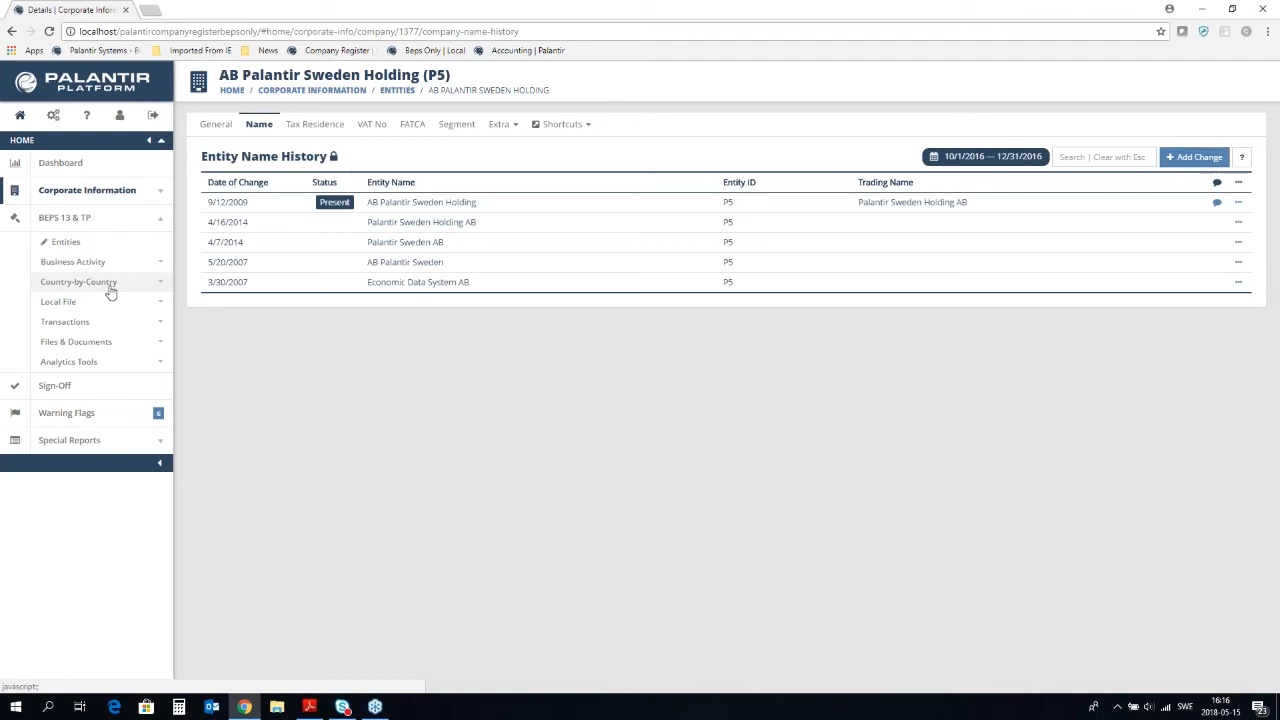 Details | Corporate Inform
localhost/palantircompanyregisterbepsonly/#home/corporate-info/company/1377/company-name-history
Apps Palantir Systems - B Imported From IE News Company Register | Beps Only | Local Accounting | Palantir
PALANTIR
PLATFORM
AB Palantir Sweden Holding (P5)
HOME / CORPORATE INFORMATION / ENTITIES / AB PALANTIR SWEDEN HOLDING
HOME
General Name Tax Residence VAT No FATCA Segment Extra Shortcuts
Entity Name History
10/1/2016 — 12/31/2016
Search | Clear with Esc
+ Add Change
?
Date of Change Status Entity Name Entity ID Trading Name
9/12/2009 Present AB Palantir Sweden Holding P5 Palantir Sweden Holding AB
4/16/2014 Palantir Sweden Holding AB P5
4/7/2014 Palantir Sweden AB P5
5/20/2007 AB Palantir Sweden P5
3/30/2007 Economic Data System AB P5
Dashboard
Corporate Information
BEPS 13 & TP
Entities
Business Activity
Country-by-Country
Local File
Transactions
Files & Documents
Analytics Tools
Sign-Off
Warning Flags 6
Special Reports
javascript:;
SWE
16:16
2018-05-15
23